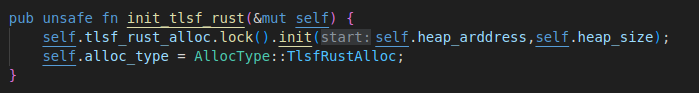 pub unsafe fn init_tlsf_rust(&mut self) {
    self.tlsf_rust_alloc.lock().init(start: self.heap_arddress,self.heap_size);
    self.alloc_type = AllocType::TlsfRustAlloc;
}